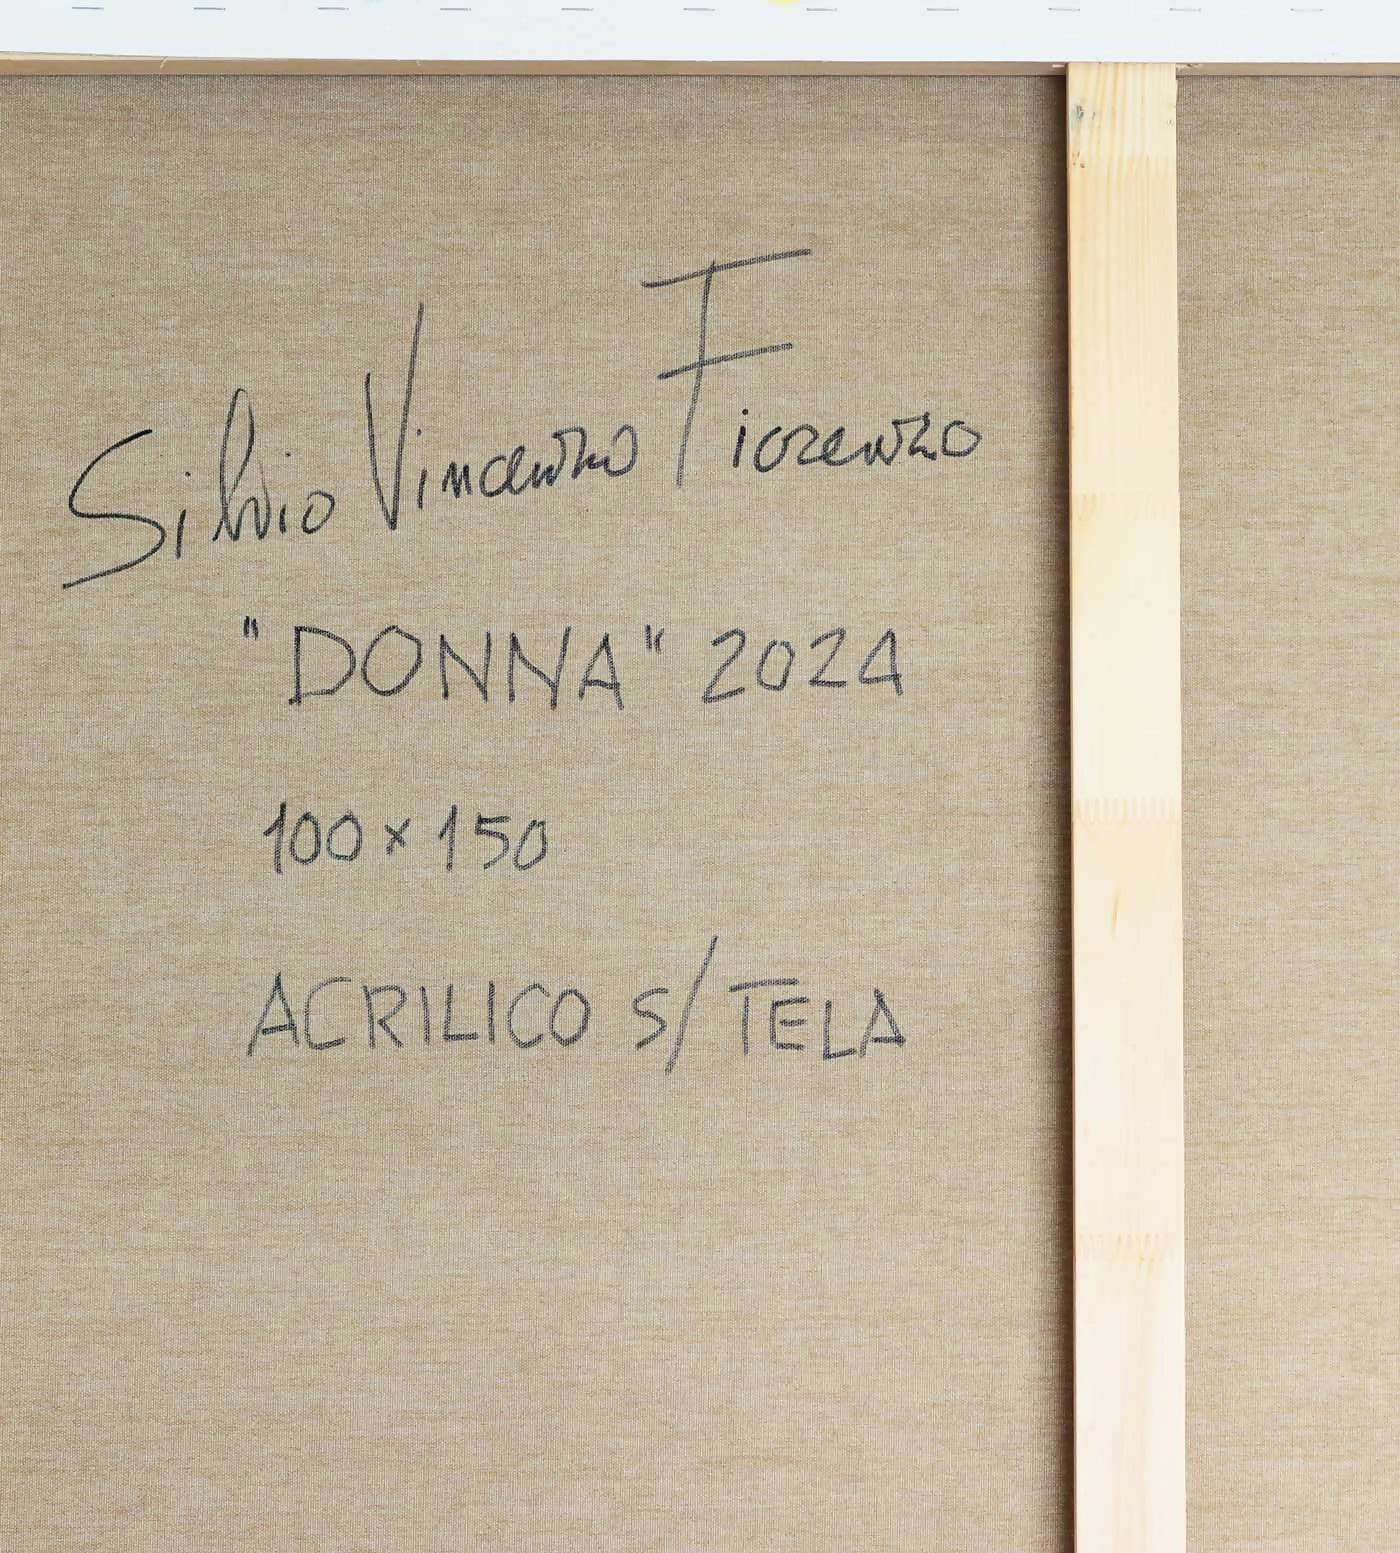 Silvio Vincenzo Fiorenzo
"DONNA" 2024
100 x 150
ACRILICO S/TELA